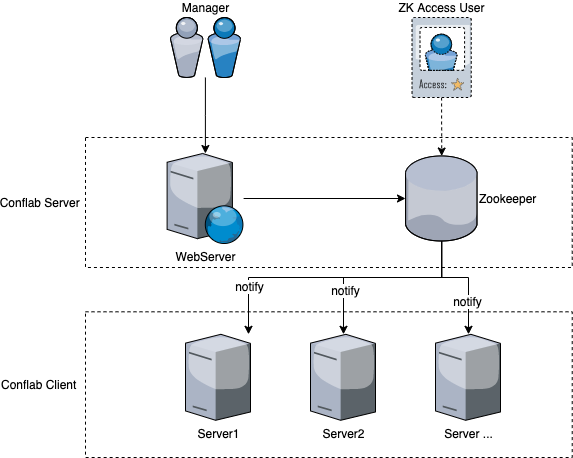 Manager
ZK Access User
Access:
Conflab Server
Zookeeper
WebServer
notify
notify
notify
Conflab Client
Server1
Server2
Server ...